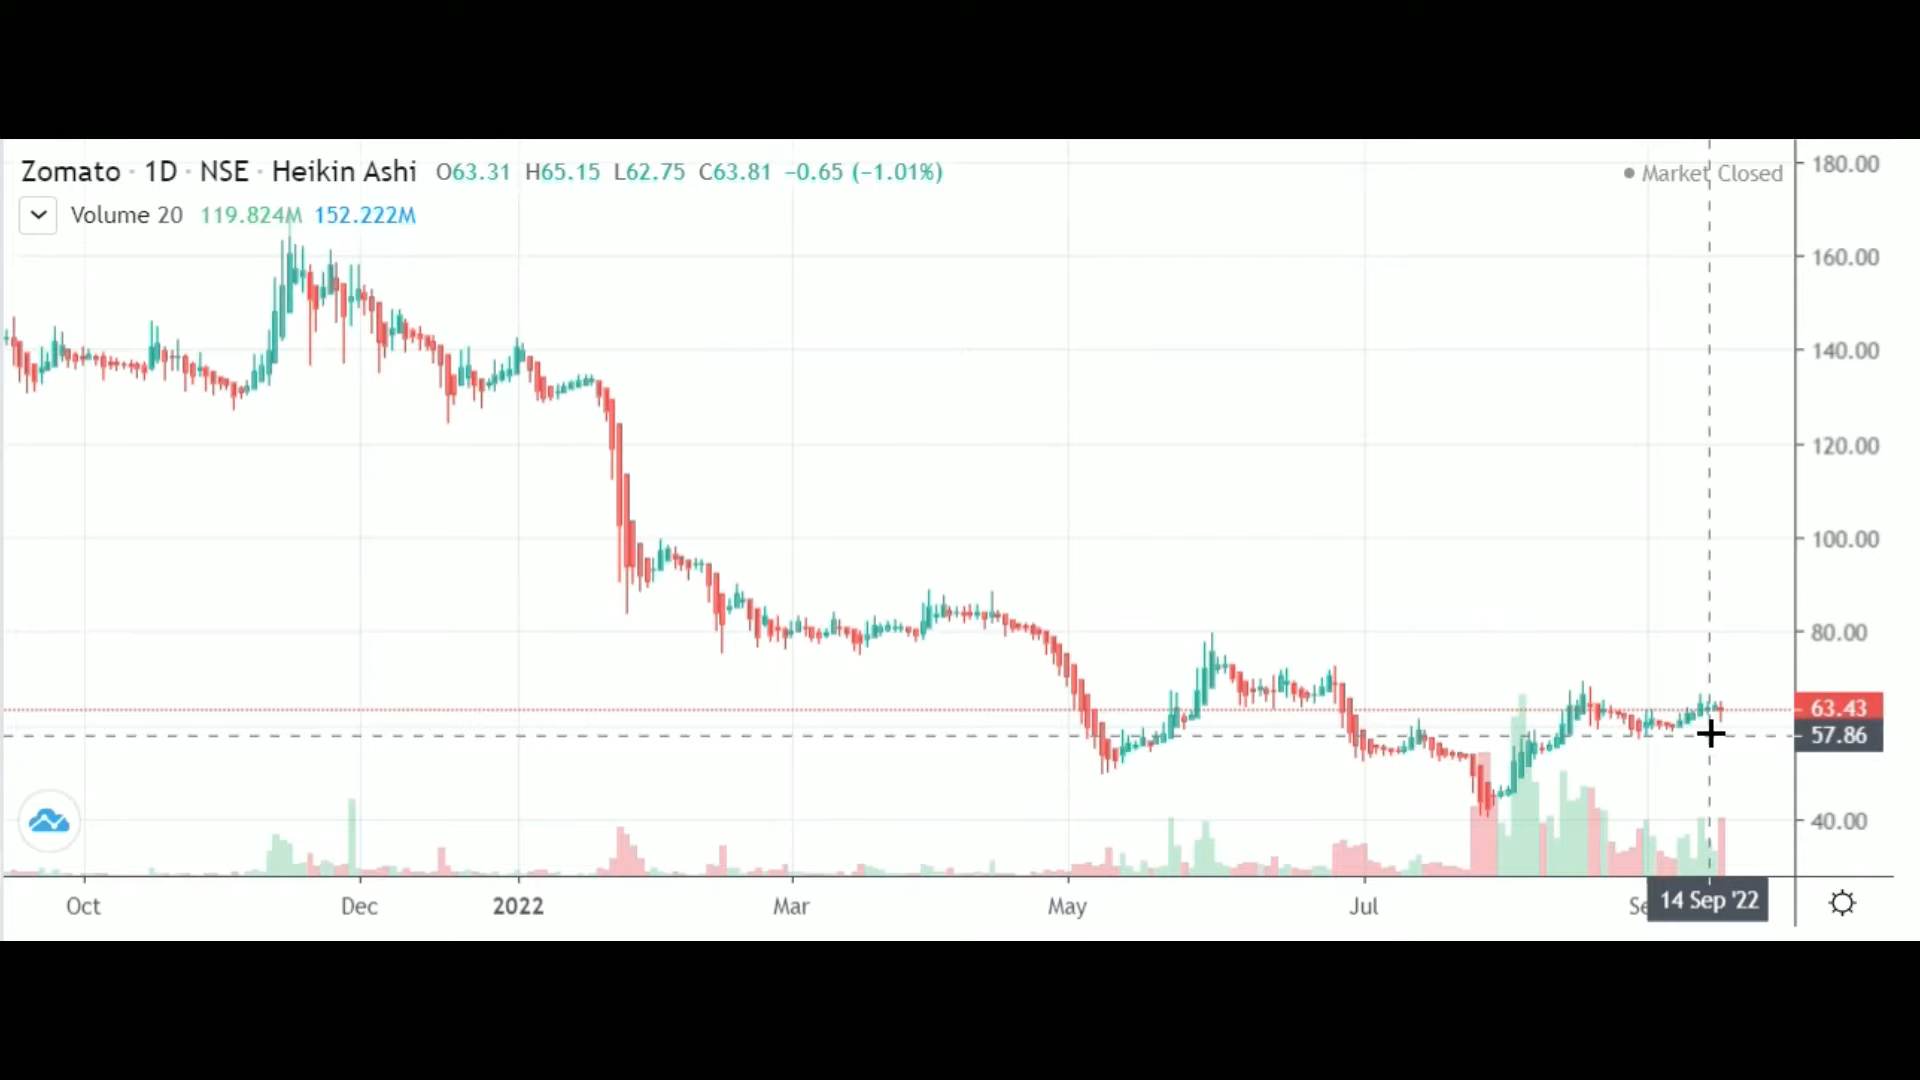 Zomato · 1D · NSE · Heikin Ashi O63.31 H65.15 L62.75 C63.81 −0.65 (−1.01%)
Market Closed
Volume 20 119.824M 152.222M
180.00
160.00
140.00
120.00
100.00
80.00
63.43
57.86
40.00
Oct Dec 2022 Mar May Jul 14 Sep '22